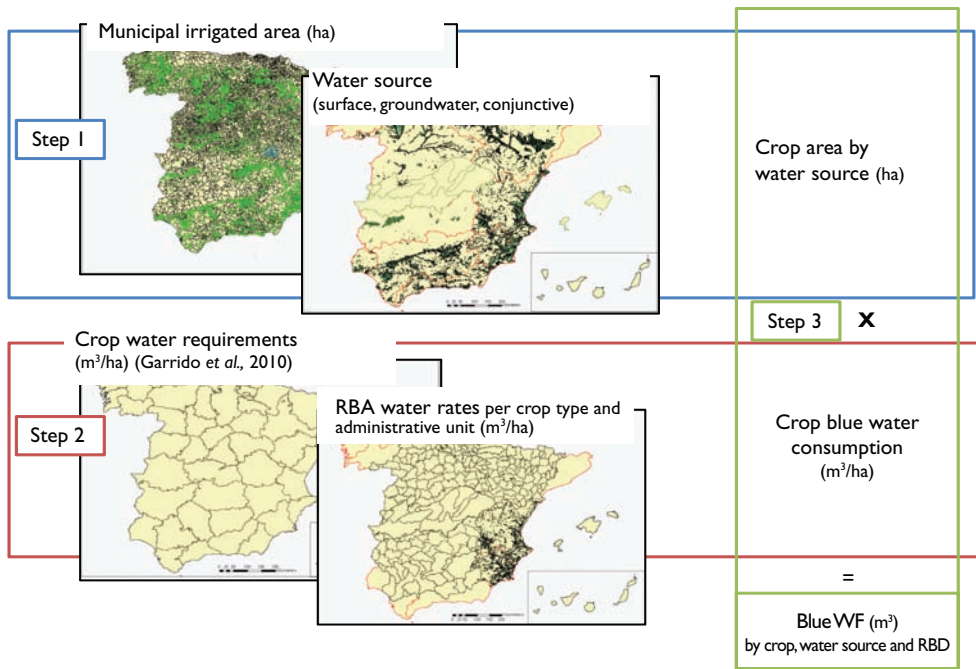 Municipal irrigated area (ha)
Water source
(surface, groundwater, conjunctive)
Step 1
Crop area by
water source (ha)
Step 3 X
Crop water requirements
(m³/ha) (Garrido et al., 2010)
RBA water rates per crop type and
administrative unit (m³/ha)
Step 2
Crop blue water
consumption
(m³/ha)
=
Blue WF (m³)
by crop, water source and RBD